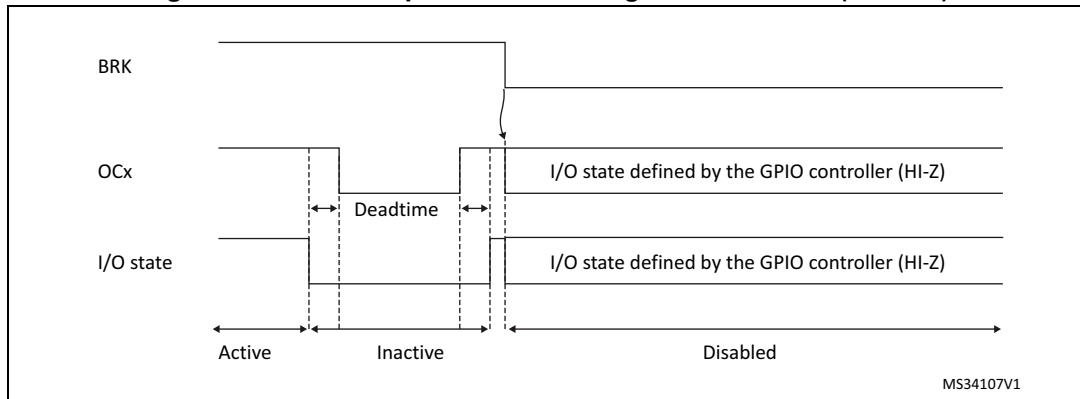 BRK
OCx
I/O state defined by the GPIO controller (HI-Z)
Deadtime
I/O state
I/O state defined by the GPIO controller (HI-Z)
Active
Inactive
Disabled
MS34107V1